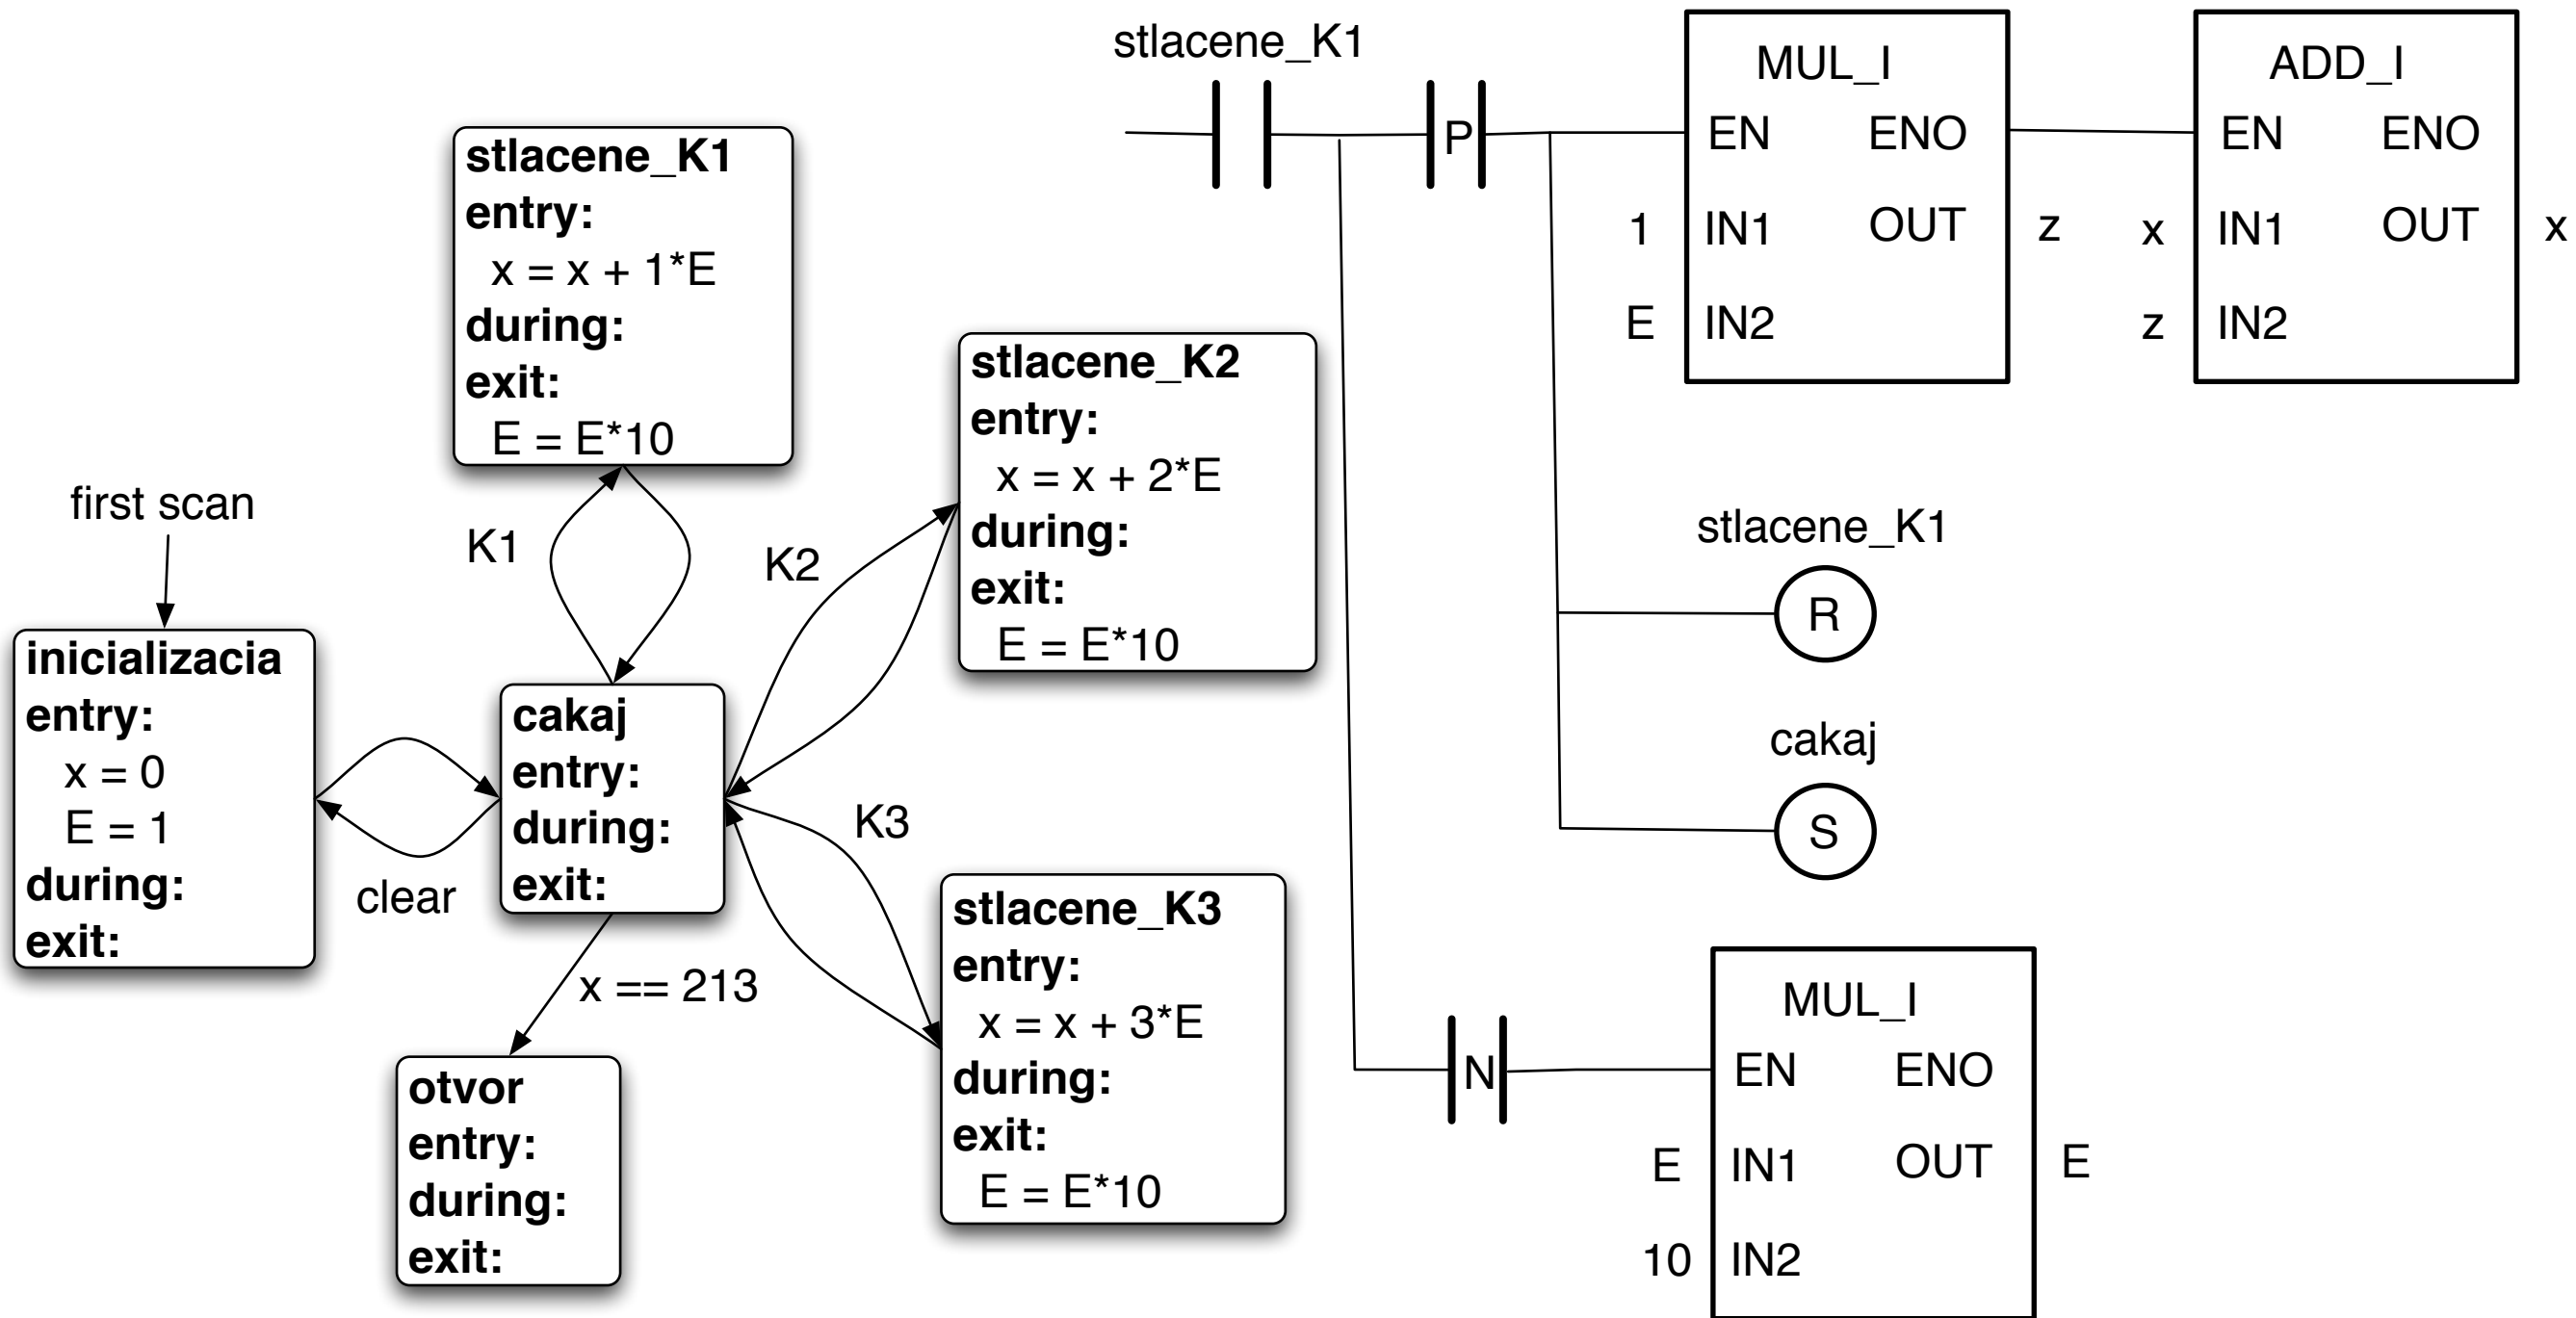 first scan
inicializacia
entry:
x = 0
E = 1
during:
exit:
clear
stlacene_K1
entry:
x = x + 1*E
during:
exit:
E = E*10
K1
cakaj
entry:
during:
exit:
K2
stlacene_K2
entry:
x = x + 2*E
during:
exit:
E = E*10
K3
stlacene_K3
entry:
x = x + 3*E
during:
exit:
E = E*10
x == 213
otvor
entry:
during:
exit:
stlacene_K1
P
MUL_I
EN ENO
1 IN1 OUT z
E IN2
ADD_I
EN ENO
x IN1 OUT x
z IN2
stlacene_K1
R
cakaj
S
N
MUL_I
EN ENO
E IN1 OUT E
10 IN2